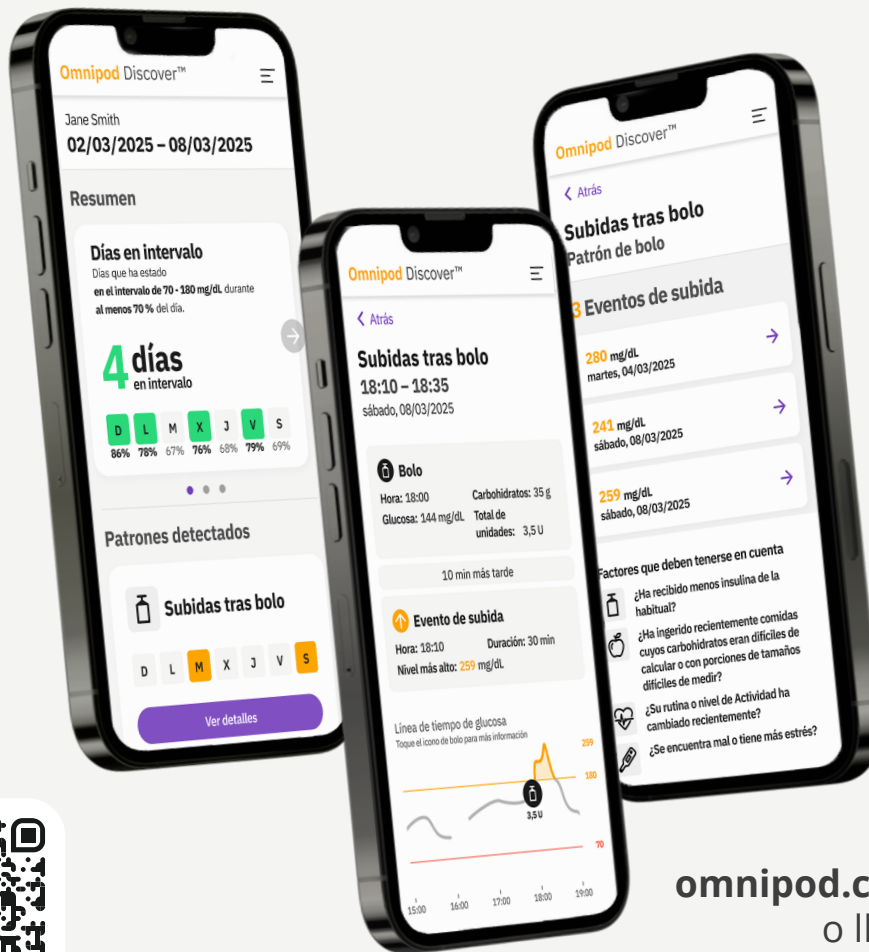 Omnipod Discover™
Jane Smith
02/03/2025 – 08/03/2025
Resumen
Días en intervalo
Días que ha estado
en el intervalo de 70 - 180 mg/dL durante
al menos 70 % del día.
4 días
en intervalo
D L M X J V S
86% 78% 67% 76% 68% 79% 69%
Patrones detectados
Subidas tras bolo
D L M X J V S
Ver detalles
Omnipod Discover™
Atrás
Subidas tras bolo
18:10 – 18:35
sábado, 08/03/2025
Bolo
Hora: 18:00 Carbohidratos: 35 g
Glucosa: 144 mg/dL Total de
unidades: 3,5 U
10 min más tarde
Evento de subida
Hora: 18:10 Duración: 30 min
Nivel más alto: 259 mg/dL
Línea de tiempo de glucosa
Toque el icono de bolo para más información
259
180
3,5 U
70
15:00 16:00 17:00 18:00 19:00
Omnipod Discover™
Atrás
Subidas tras bolo
Patrón de bolo
3 Eventos de subida
280 mg/dL
martes, 04/03/2025
241 mg/dL
sábado, 08/03/2025
259 mg/dL
sábado, 08/03/2025
Factores que deben tenerse en cuenta
¿Ha recibido menos insulina de la
habitual?
¿Ha ingerido recientemente comidas
cuyos carbohidratos eran difíciles de
calcular o con porciones de tamaños
difíciles de medir?
¿Su rutina o nivel de Actividad ha
cambiado recientemente?
¿Se encuentra mal o tiene más estrés?
omnipod.c
o ll